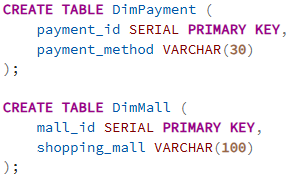 CREATE TABLE DimPayment (
    payment_id SERIAL PRIMARY KEY,
    payment_method VARCHAR(30)
);
CREATE TABLE DimMall (
    mall_id SERIAL PRIMARY KEY,
    shopping_mall VARCHAR(100)
);